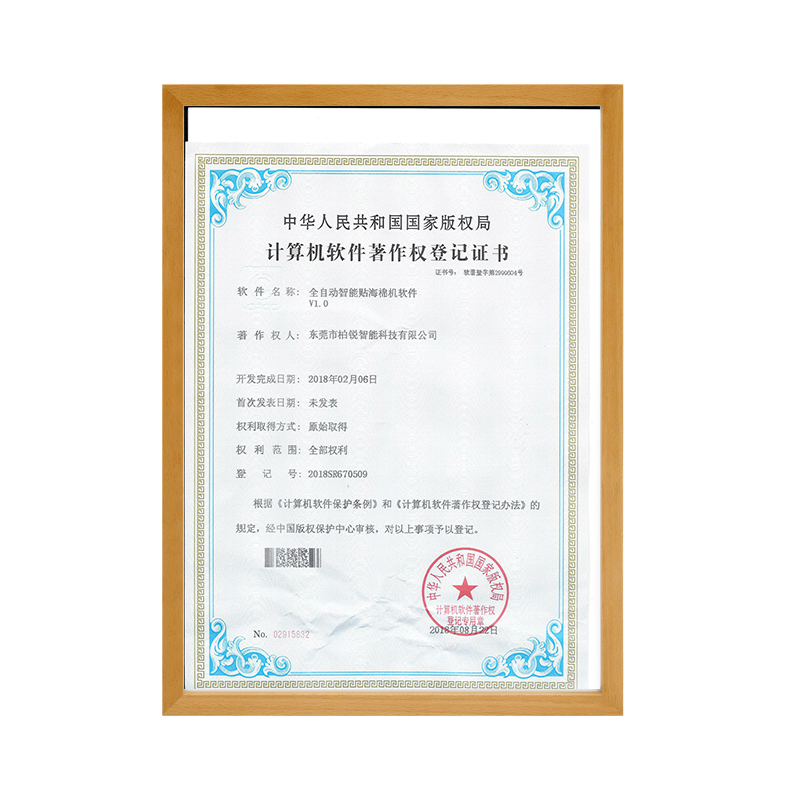 中华人民共和国国家版权局
计算机软件著作权登记证书
证书号: 软著登字第2999604号
软件名称: 全自动智能贴海棉机软件
V1.0
著作权人: 东莞市柏锐智能科技有限公司
开发完成日期: 2018年02月06日
首次发表日期: 未发表
权利取得方式: 原始取得
权利范围: 全部权利
登记号: 2018SR670509
根据《计算机软件保护条例》和《计算机软件著作权登记办法》的
规定，经中国版权保护中心审核，对以上事项予以登记。
中华人民共和国国家版权局
计算机软件著作权
登记专用章
No. 02915632
2018年08月22日